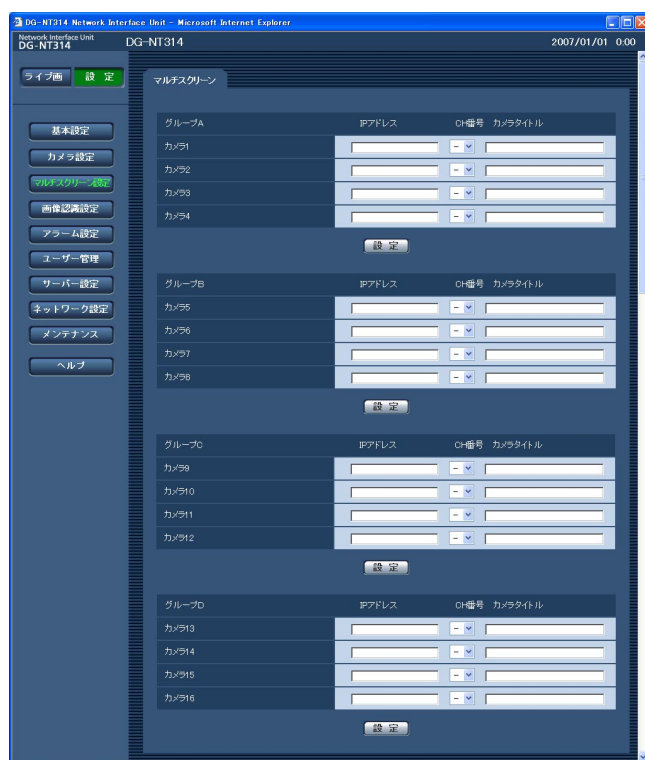 DG-NT314 Network Interface Unit - Microsoft Internet Explorer
Network Interface Unit
DG-NT314
DG-NT314
2007/01/01 0:00
ライブ画
設 定
マルチスクリーン
基本設定
カメラ設定
マルチスクリーン設定
画像認識設定
アラーム設定
ユーザー管理
サーバー設定
ネットワーク設定
メンテナンス
ヘルプ
グループA IPアドレス CH番号 カメラタイトル
カメラ1 -
カメラ2 -
カメラ3 -
カメラ4 -
設 定
グループB IPアドレス CH番号 カメラタイトル
カメラ5 -
カメラ6 -
カメラ7 -
カメラ8 -
設 定
グループC IPアドレス CH番号 カメラタイトル
カメラ9 -
カメラ10 -
カメラ11 -
カメラ12 -
設 定
グループD IPアドレス CH番号 カメラタイトル
カメラ13 -
カメラ14 -
カメラ15 -
カメラ16 -
設 定